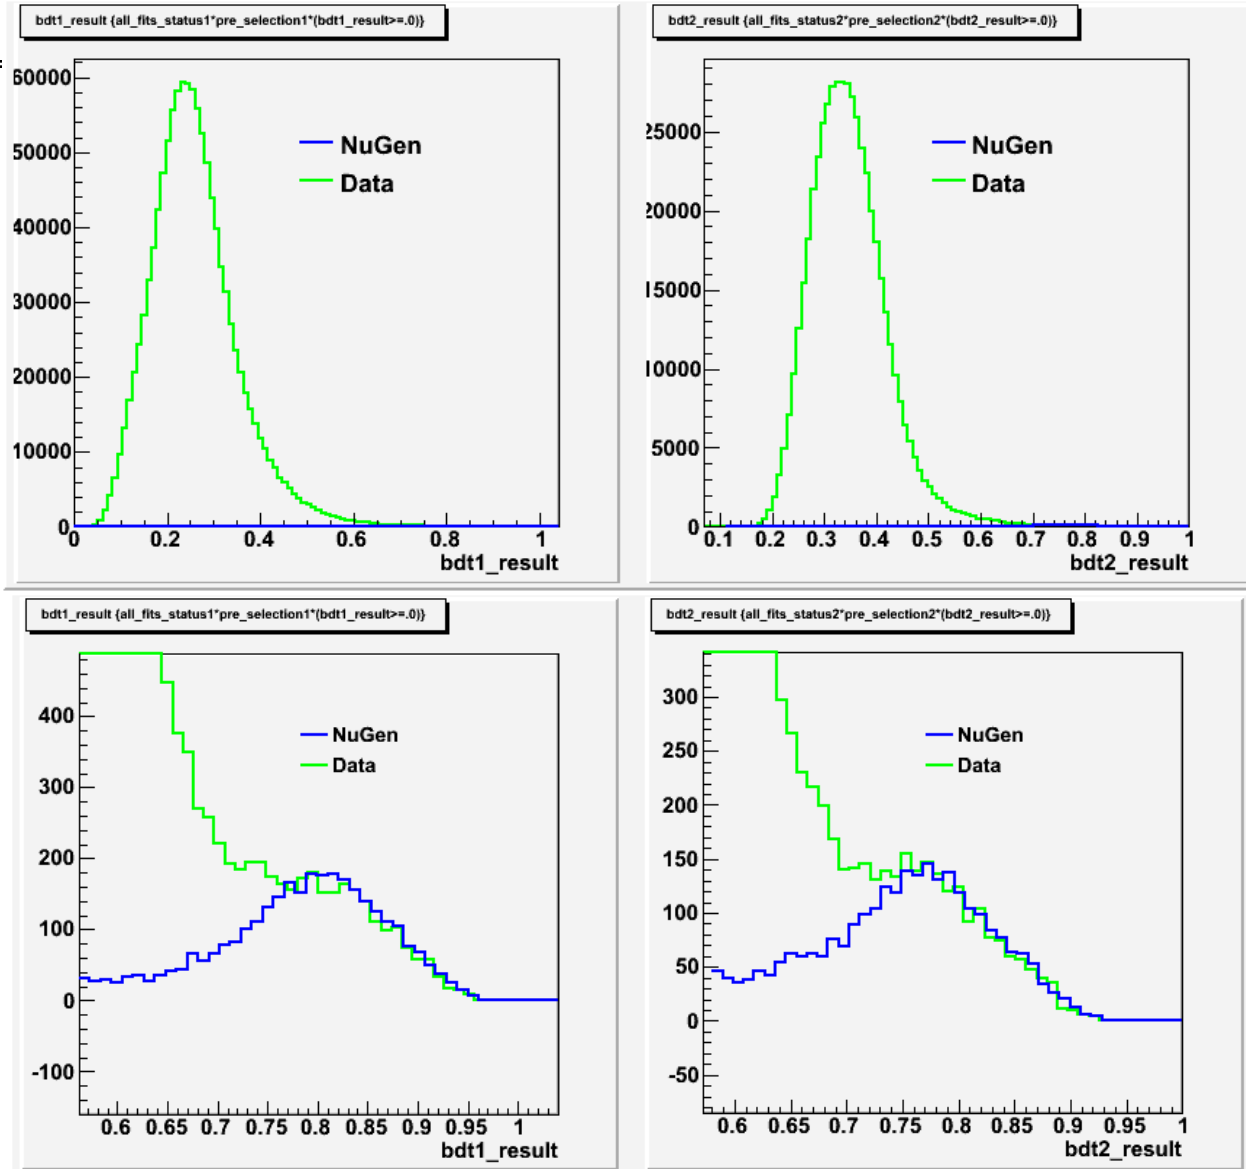 bdt1_result {all_fits_status1*pre_selection1*(bdt1_result>=.0)}
60000
50000
40000
30000
20000
10000
0
NuGen
Data
0 0.2 0.4 0.6 0.8 1
bdt1_result
bdt2_result {all_fits_status2*pre_selection2*(bdt2_result>=.0)}
25000
20000
15000
10000
5000
0
NuGen
Data
0.1 0.2 0.3 0.4 0.5 0.6 0.7 0.8 0.9 1
bdt2_result
bdt1_result {all_fits_status1*pre_selection1*(bdt1_result>=.0)}
400
300
200
100
0
-100
NuGen
Data
0.6 0.65 0.7 0.75 0.8 0.85 0.9 0.95 1
bdt1_result
bdt2_result {all_fits_status2*pre_selection2*(bdt2_result>=.0)}
300
250
200
150
100
50
0
-50
NuGen
Data
0.6 0.65 0.7 0.75 0.8 0.85 0.9 0.95 1
bdt2_result